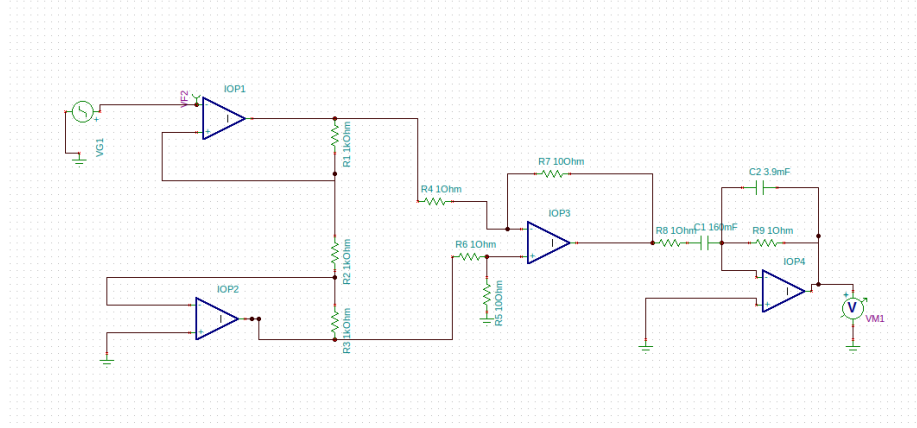 IOP1
VF2
VG1
R1 1kOhm
R2 1kOhm
R3 1kOhm
IOP2
R4 1Ohm
R6 1Ohm
R5 10Ohm
R7 10Ohm
IOP3
R8 1Ohm
C1 160mF
C2 3.9mF
R9 1Ohm
IOP4
V
VM1